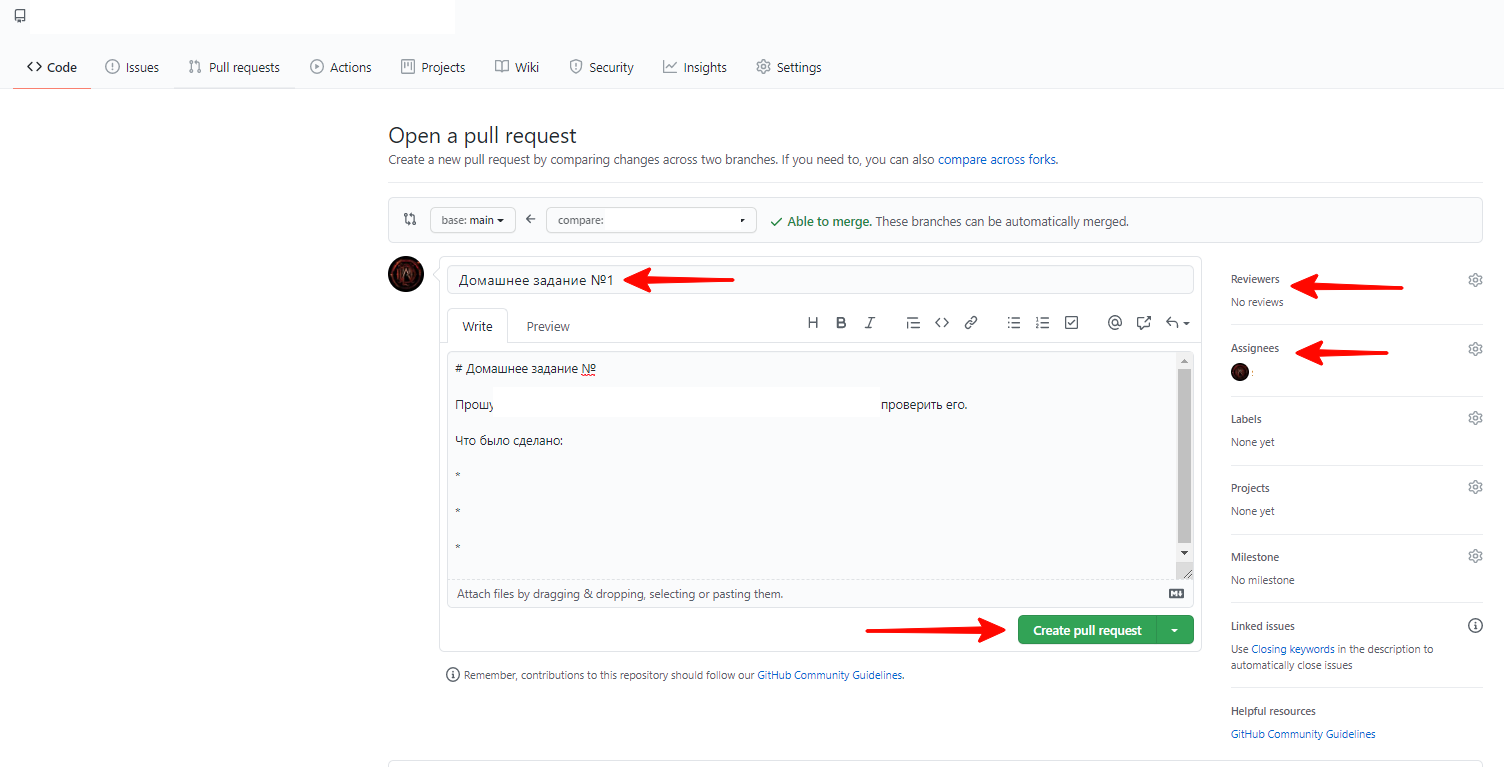 Code Issues Pull requests Actions Projects Wiki Security Insights Settings
Open a pull request
Create a new pull request by comparing changes across two branches. If you need to, you can also compare across forks.
base: main compare: Able to merge. These branches can be automatically merged.
Домашнее задание №1
Write Preview H B I
# Домашнее задание №
Прошу проверить его.
Что было сделано:
*
*
*
Attach files by dragging & dropping, selecting or pasting them.
Create pull request
Remember, contributions to this repository should follow our GitHub Community Guidelines.
Reviewers
No reviews
Assignees
Labels
None yet
Projects
None yet
Milestone
No milestone
Linked issues
Use Closing keywords in the description to
automatically close issues
Helpful resources
GitHub Community Guidelines